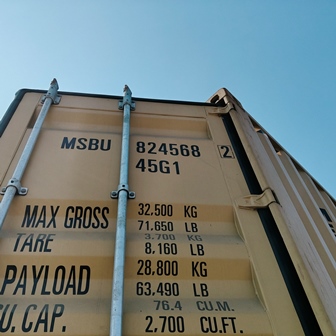 MSBU 824568 2
45G1
MAX GROSS 32,500 KG
71,650 LB
TARE 3,700 KG
8,160 LB
PAYLOAD 28,800 KG
63,490 LB
CU. CAP. 76.4 CU.M.
2,700 CU.FT.